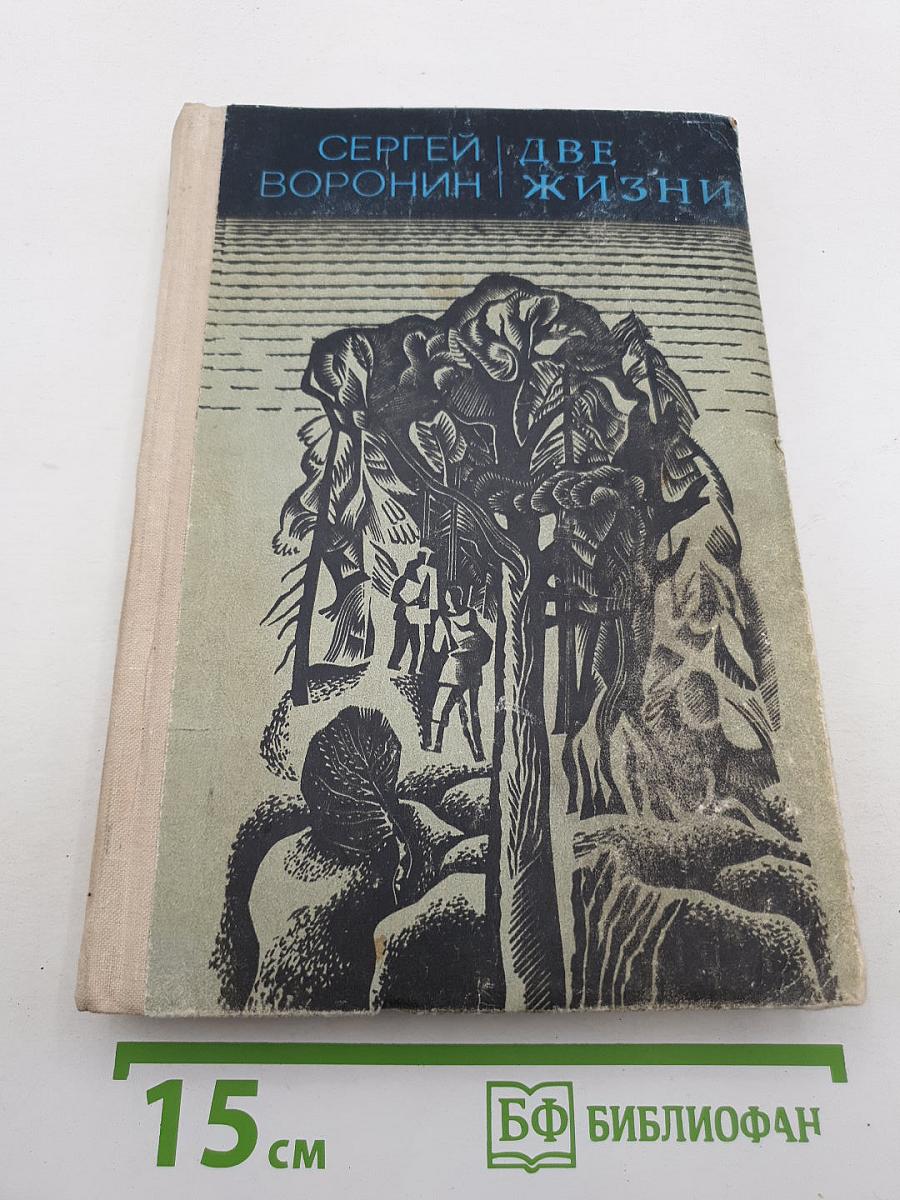 СЕРГЕЙ
ВОРОНИН
ДВЕ
ЖИЗНИ
15 см
БФ БИБЛИОФАН